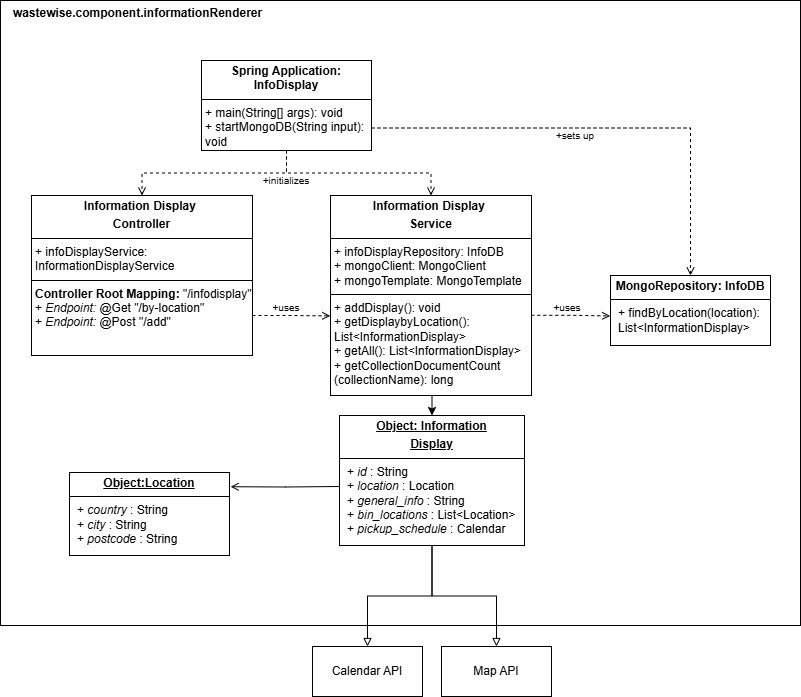 wastewise.component.informationRenderer
Spring Application:
InfoDisplay
+ main(String[] args): void
+ startMongoDB(String input):
void
+sets up
+initializes
Information Display
Controller
+ infoDisplayService:
InformationDisplayService
Controller Root Mapping: "/infodisplay"
+ Endpoint: @Get "/by-location"
+ Endpoint: @Post "/add"
+uses
Information Display
Service
+ infoDisplayRepository: InfoDB
+ mongoClient: MongoClient
+ mongoTemplate: MongoTemplate
+ addDisplay(): void
+ getDisplaybyLocation():
List<InformationDisplay>
+ getAll(): List<InformationDisplay>
+ getCollectionDocumentCount
(collectionName): long
+uses
MongoRepository: InfoDB
+ findByLocation(location):
List<InformationDisplay>
Object: Information
Display
+ id : String
+ location : Location
+ general_info : String
+ bin_locations : List<Location>
+ pickup_schedule : Calendar
Object:Location
+ country : String
+ city : String
+ postcode : String
Calendar API
Map API